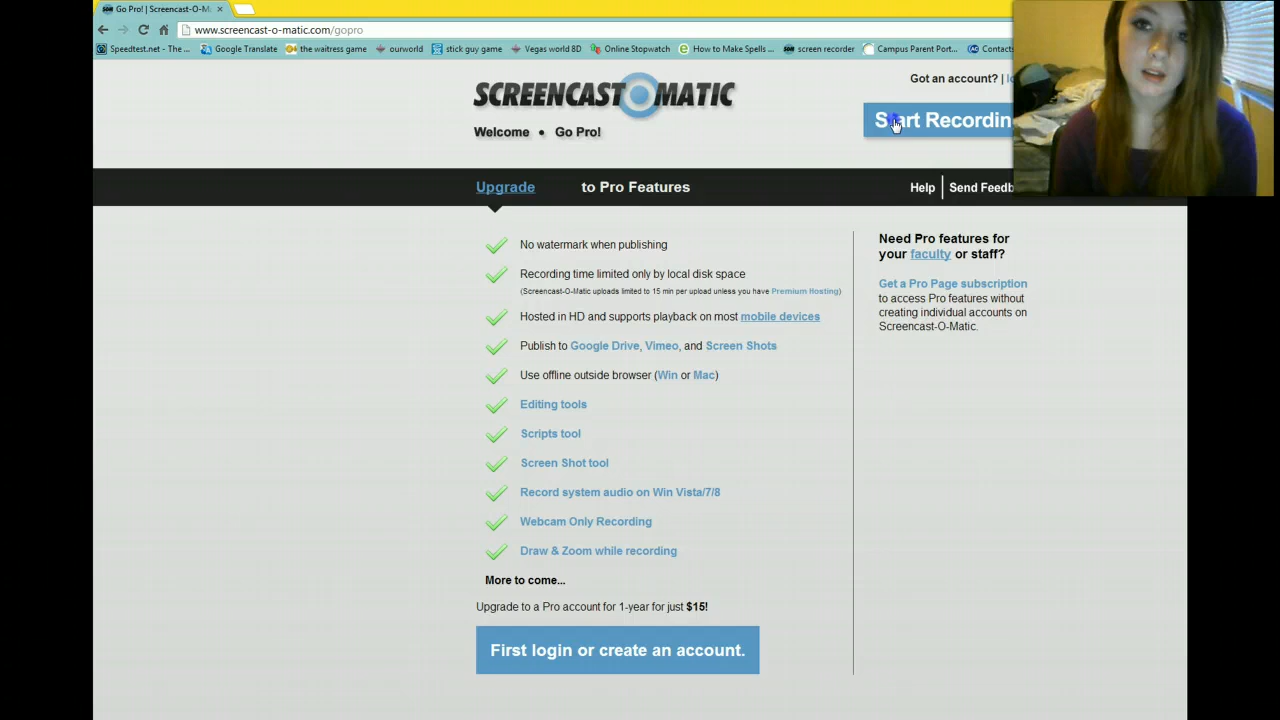 Go Pro! | Screencast-O-M
www.screencast-o-matic.com/gopro
Speedtest.net - The ... Google Translate the waitress game ourworld stick guy game Vegas world 8D Online Stopwatch How to Make Spells ... screen recorder Campus Parent Port... Contacts
SCREENCAST O MATIC
Got an account? | lo
Start Recordin
Welcome • Go Pro!
Upgrade to Pro Features
Help Send Feedb
No watermark when publishing
Recording time limited only by local disk space
(Screencast-O-Matic uploads limited to 15 min per upload unless you have Premium Hosting)
Hosted in HD and supports playback on most mobile devices
Publish to Google Drive, Vimeo, and Screen Shots
Use offline outside browser (Win or Mac)
Editing tools
Scripts tool
Screen Shot tool
Record system audio on Win Vista/7/8
Webcam Only Recording
Draw & Zoom while recording
More to come...
Upgrade to a Pro account for 1-year for just $15!
First login or create an account.
Need Pro features for
your faculty or staff?
Get a Pro Page subscription
to access Pro features without
creating individual accounts on
Screencast-O-Matic.